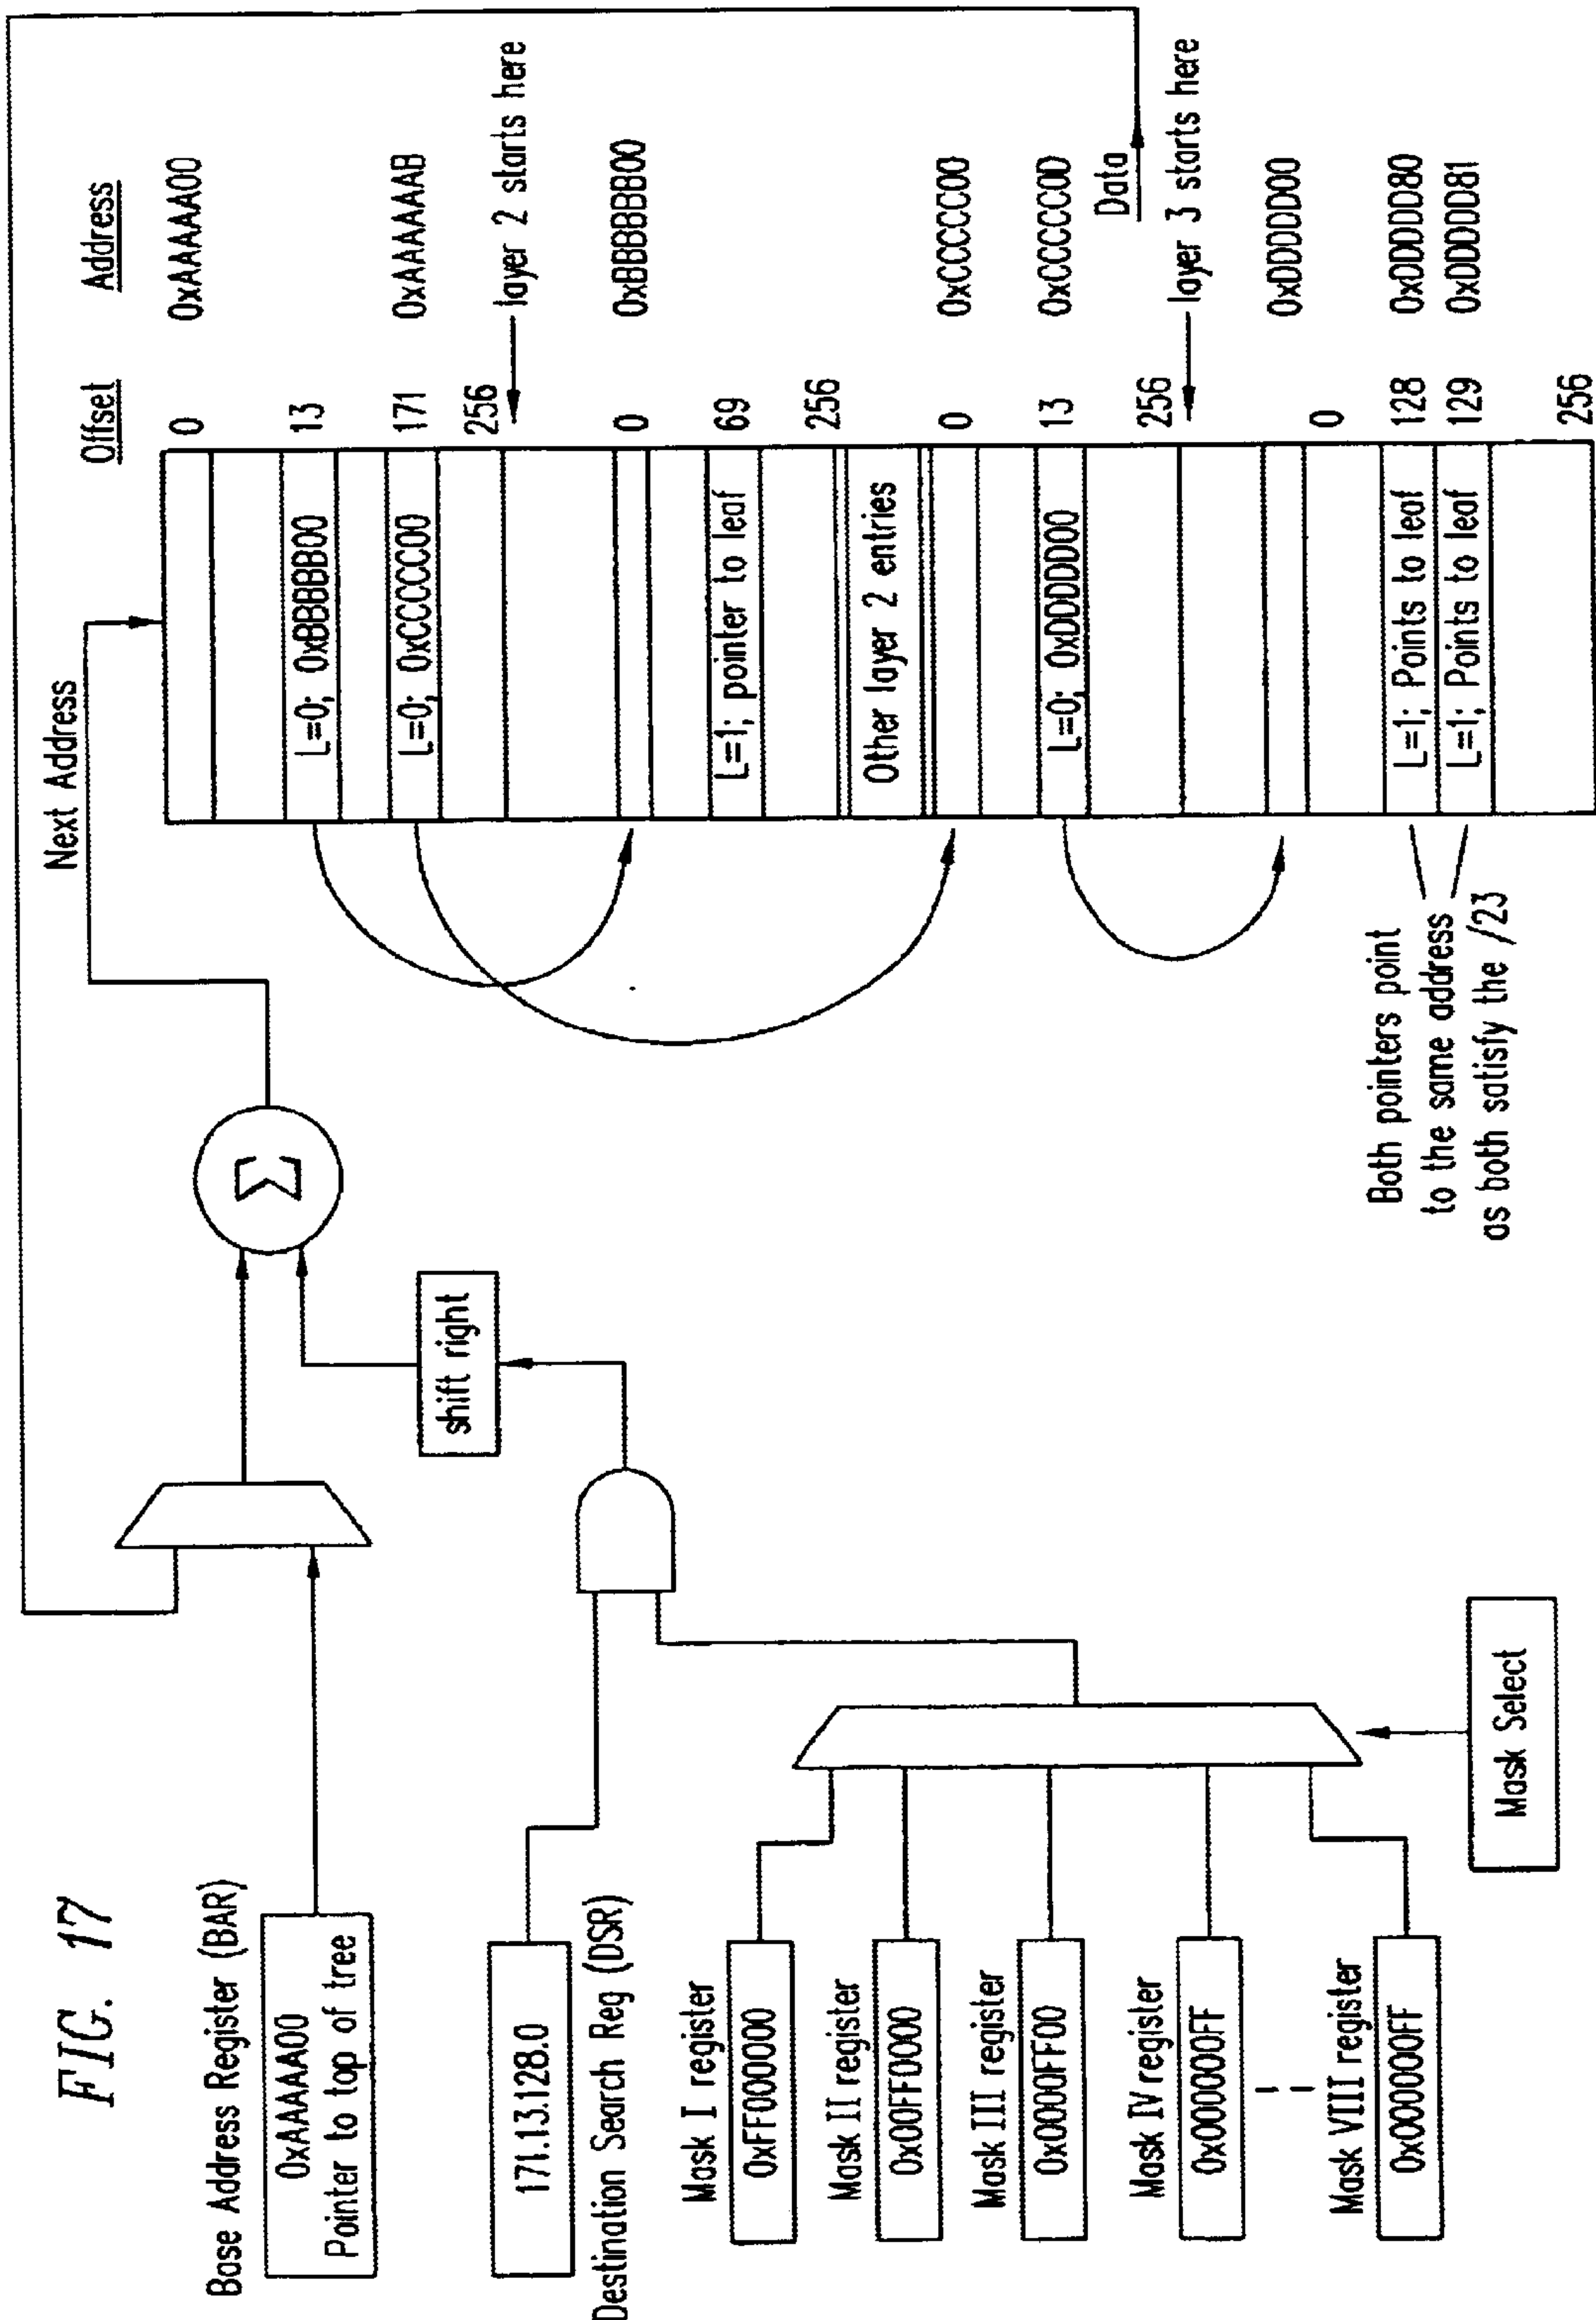 FIG. 17
Base Address Register (BAR)
0xAAAAAA00
Pointer to top of tree
171.13.128.0
Destination Search Reg (DSR)
Mask I register
0xFF000000
Mask II register
0x00FF0000
Mask III register
0x0000FF00
Mask IV register
0x000000FF
Mask VIII register
0x000000FF
Mask Select
shift right
Σ
Next Address
Offset
Address
0
0xAAAAAA00
L=0; 0xBBBBBB00
13
L=0; 0xCCCCCC00
171
0xAAAAAAAB
256
layer 2 starts here
0
0xBBBBBB00
L=1; pointer to leaf
69
256
Other layer 2 entries
0
0xCCCCCC00
L=0; 0xDDDDDD00
13
0xCCCCCC0D
Data
256
layer 3 starts here
0
0xDDDDDD00
L=1; Points to leaf
128
0xDDDDDD80
L=1; Points to leaf
129
0xDDDDDD81
256
Both pointers point
to the same address
as both satisfy the /23